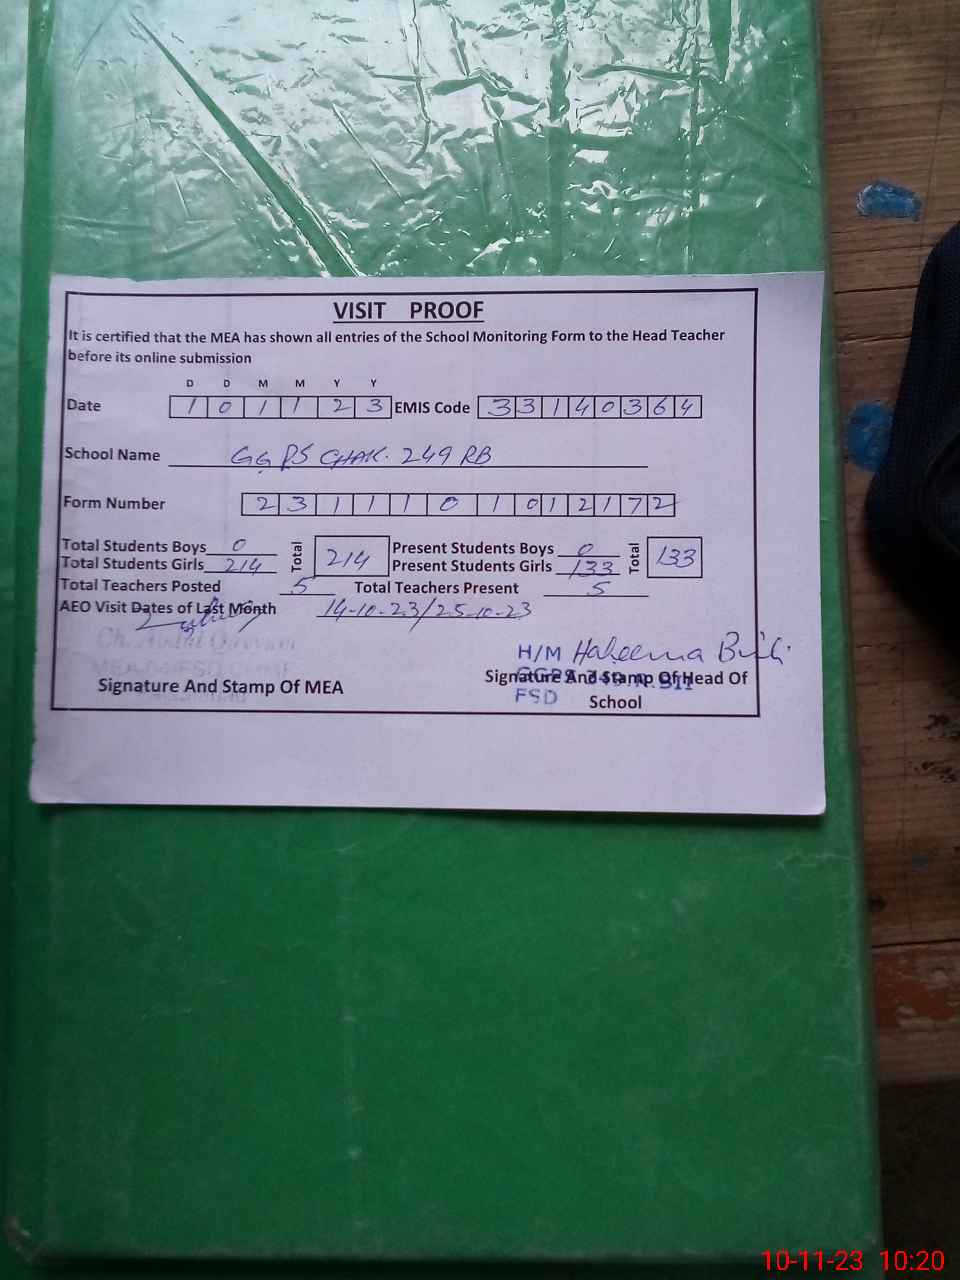 VISIT PROOF
It is certified that the MEA has shown all entries of the School Monitoring Form to the Head Teacher
before its online submission
D D M M Y Y
Date 1 0 1 1 2 3 EMIS Code 3 3 1 4 0 3 6 4
School Name GGPS CHAK. 249 RB
Form Number 2 3 1 1 1 0 1 0 1 2 1 7 2
Total Students Boys 0 Total 214 Present Students Boys 0 Total 133
Total Students Girls 214 Present Students Girls 133
Total Teachers Posted 5 Total Teachers Present 5
AEO Visit Dates of Last Month 14-10-23/25-10-23
H/M Haleema Bibi
Signature And Stamp Of MEA Signature And Stamp Of Head Of
FSD School
10-11-23 10:20